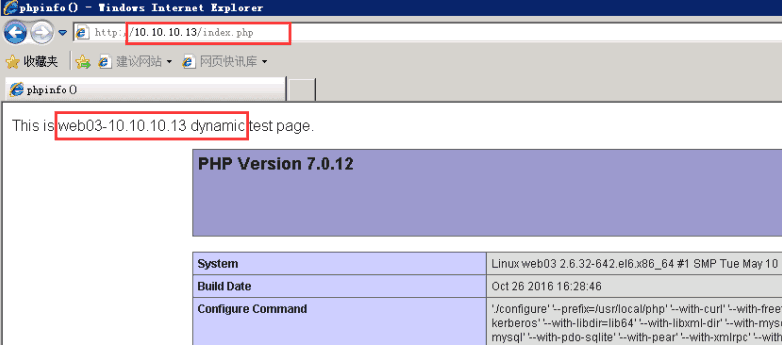 phpinfo() - Windows Internet Explorer
http://10.10.10.13/index.php
收藏夹 建议网站 网页快讯库
phpinfo()
This is web03-10.10.10.13 dynamic test page.
PHP Version 7.0.12
System Linux web03 2.6.32-642.el6.x86_64 #1 SMP Tue May 10
Build Date Oct 26 2016 16:28:46
Configure Command './configure' '--prefix=/usr/local/php' '--with-curl' '--with-free
kerberos' '--with-libdir=lib64' '--with-libxml-dir' '--with-mys
mysql' '--with-pdo-sqlite' '--with-pear' '--with-xmlrpc' '--with-